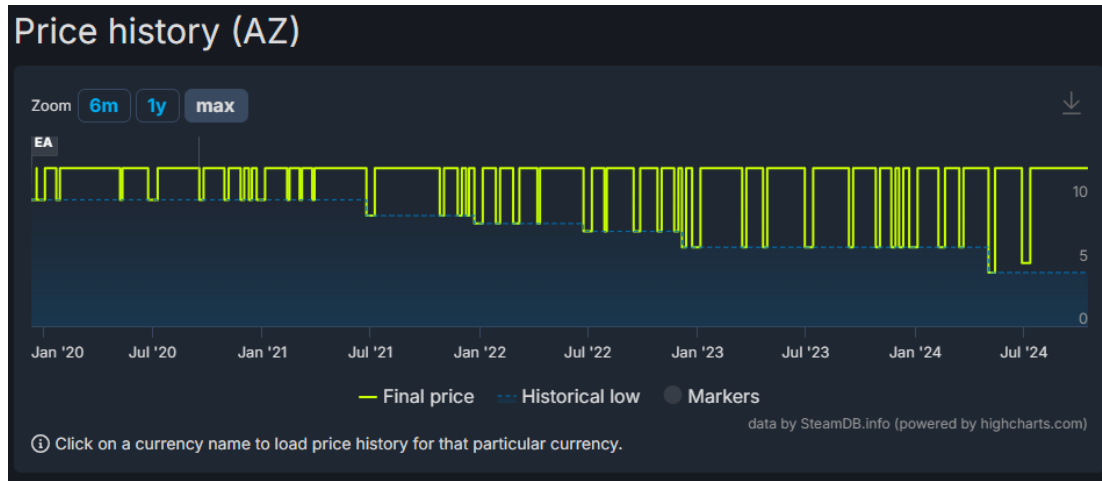 Price history (AZ)
Zoom 6m 1y max
EA
10
5
0
Jan '20 Jul '20 Jan '21 Jul '21 Jan '22 Jul '22 Jan '23 Jul '23 Jan '24 Jul '24
Final price Historical low Markers
data by SteamDB.info (powered by highcharts.com)
Click on a currency name to load price history for that particular currency.